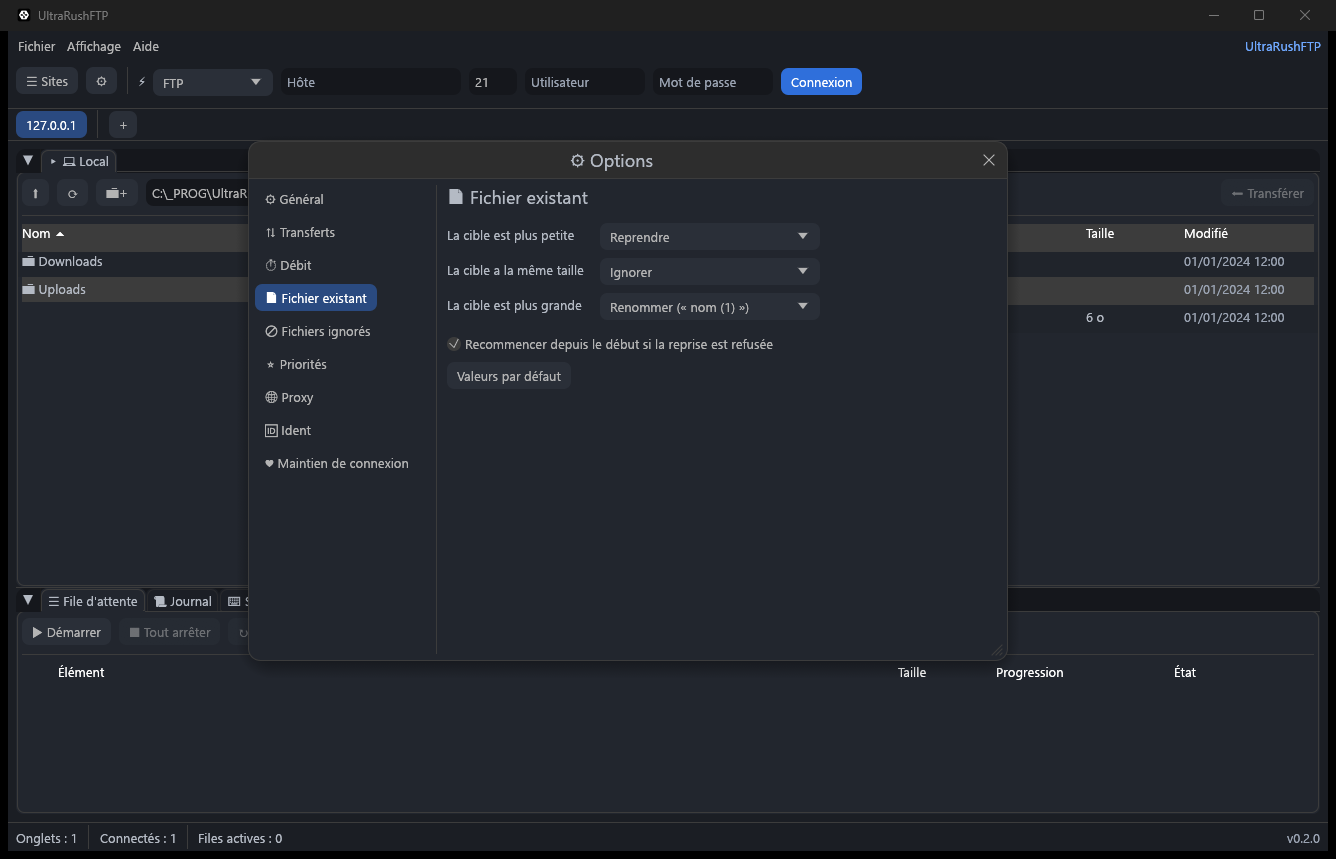 UltraRushFTP
Fichier Affichage Aide UltraRushFTP
Sites FTP Hôte 21 Utilisateur Mot de passe Connexion
127.0.0.1 +
Local
Options
C:\_PROG\UltraR
Transférer
Nom Taille Modifié
Downloads 01/01/2024 12:00
Uploads 01/01/2024 12:00
6 o 01/01/2024 12:00
Général
Transferts
Débit
Fichier existant
Fichiers ignorés
Priorités
Proxy
ID Ident
Maintien de connexion
Fichier existant
La cible est plus petite Reprendre
La cible a la même taille Ignorer
La cible est plus grande Renommer (« nom (1) »)
Recommencer depuis le début si la reprise est refusée
Valeurs par défaut
File d'attente Journal
Démarrer Tout arrêter
Élément Taille Progression État
Onglets : 1 Connectés : 1 Files actives : 0 v0.2.0